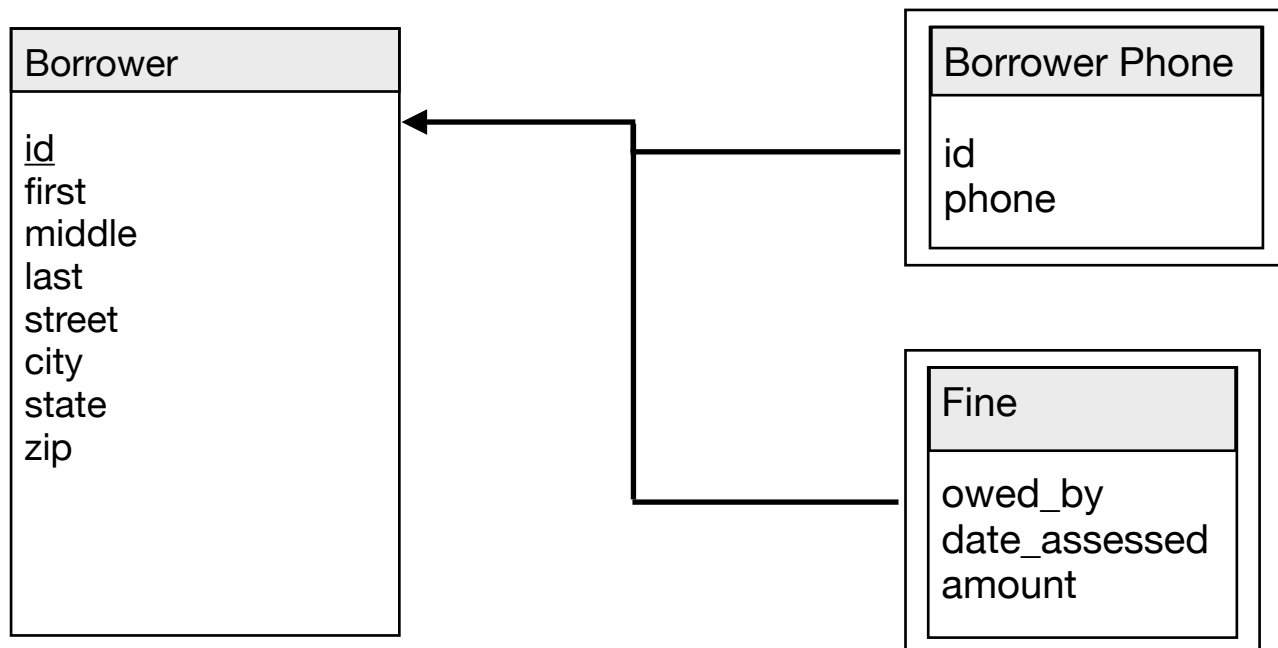 Borrower
id
first
middle
last
street
city
state
zip
Borrower Phone
id
phone
Fine
owed_by
date_assessed
amount